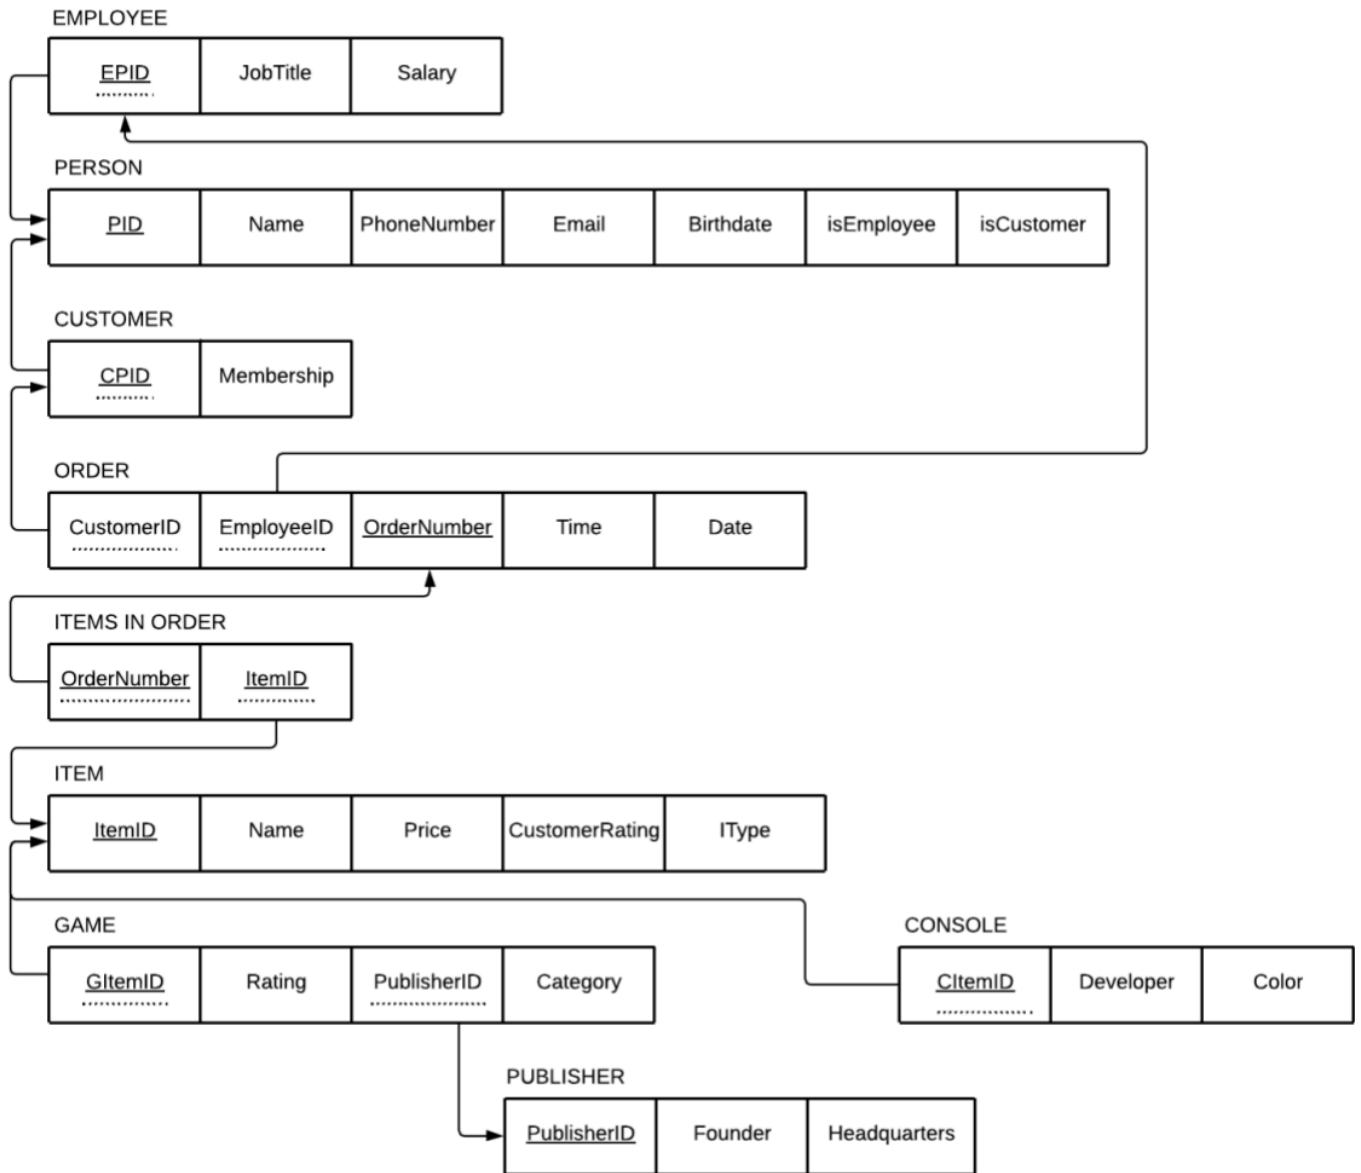 EMPLOYEE
EPID JobTitle Salary
PERSON
PID Name PhoneNumber Email Birthdate isEmployee isCustomer
CUSTOMER
CPID Membership
ORDER
CustomerID EmployeeID OrderNumber Time Date
ITEMS IN ORDER
OrderNumber ItemID
ITEM
ItemID Name Price CustomerRating IType
GAME
GItemID Rating PublisherID Category
CONSOLE
CItemID Developer Color
PUBLISHER
PublisherID Founder Headquarters